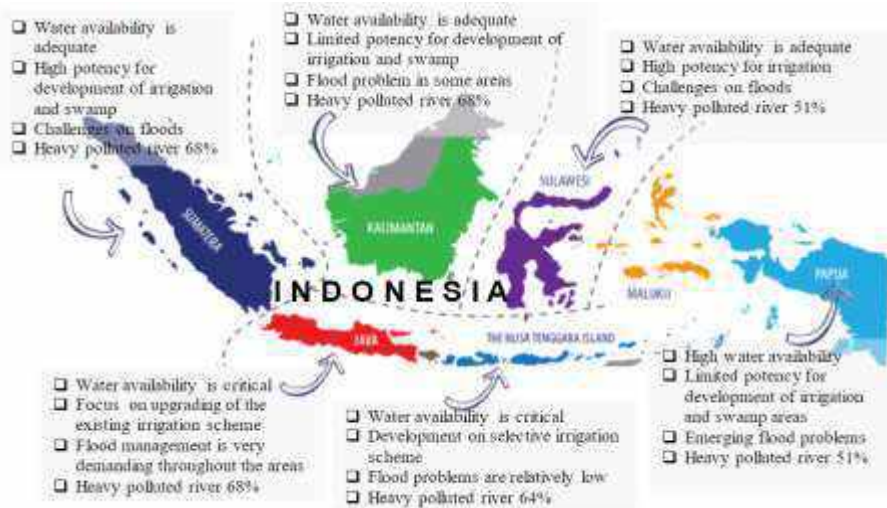 ❑ Water availability is
adequate
❑ High potency for
development of irrigation
and swamp
❑ Challenges on floods
❑ Heavy polluted river 68%
❑ Water availability is adequate
❑ Limited potency for development of
irrigation and swamp
❑ Flood problem in some areas
❑ Heavy polluted river 68%
❑ Water availability is adequate
❑ High potency for irrigation
❑ Challenges on floods
❑ Heavy polluted river 51%
SUMATERA
KALIMANTAN
SULAWESI
MALUKU
PAPUA
INDONESIA
JAVA
THE NUSA TENGGARA ISLAND
❑ Water availability is critical
❑ Focus on upgrading of the
existing irrigation scheme
❑ Flood management is very
demanding throughout the areas
❑ Heavy polluted river 68%
❑ Water availability is critical
❑ Development on selective irrigation
scheme
❑ Flood problems are relatively low
❑ Heavy polluted river 64%
❑ High water availability
❑ Limited potency for
development of irrigation
and swamp areas
❑ Emerging flood problems
❑ Heavy polluted river 51%